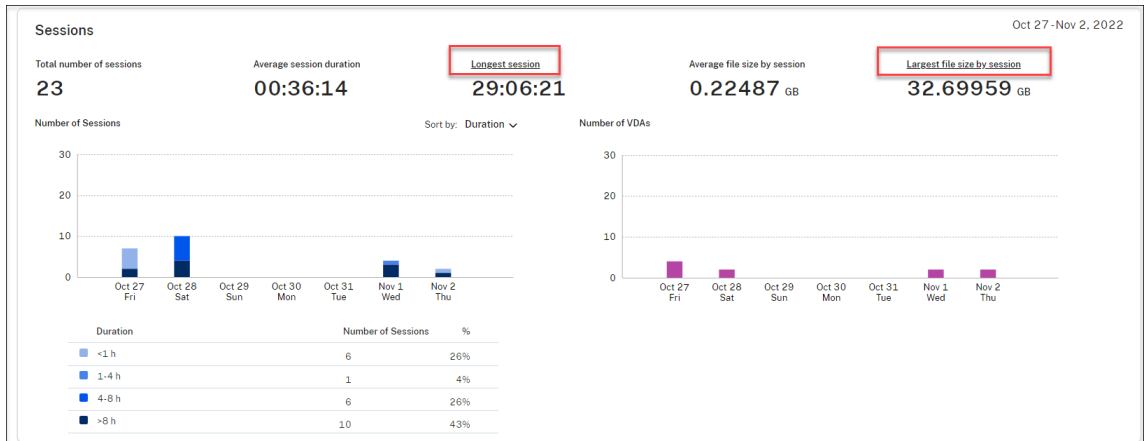 Sessions
Oct 27 - Nov 2, 2022
Total number of sessions
23
Average session duration
00:36:14
Longest session
29:06:21
Average file size by session
0.22487 GB
Largest file size by session
32.69959 GB
Number of Sessions
Sort by: Duration
30
20
10
0
Oct 27 Oct 28 Oct 29 Oct 30 Oct 31 Nov 1 Nov 2
Fri Sat Sun Mon Tue Wed Thu
Number of VDAs
30
20
10
0
Oct 27 Oct 28 Oct 29 Oct 30 Oct 31 Nov 1 Nov 2
Fri Sat Sun Mon Tue Wed Thu
Duration Number of Sessions %
<1 h 6 26%
1-4 h 1 4%
4-8 h 6 26%
>8 h 10 43%